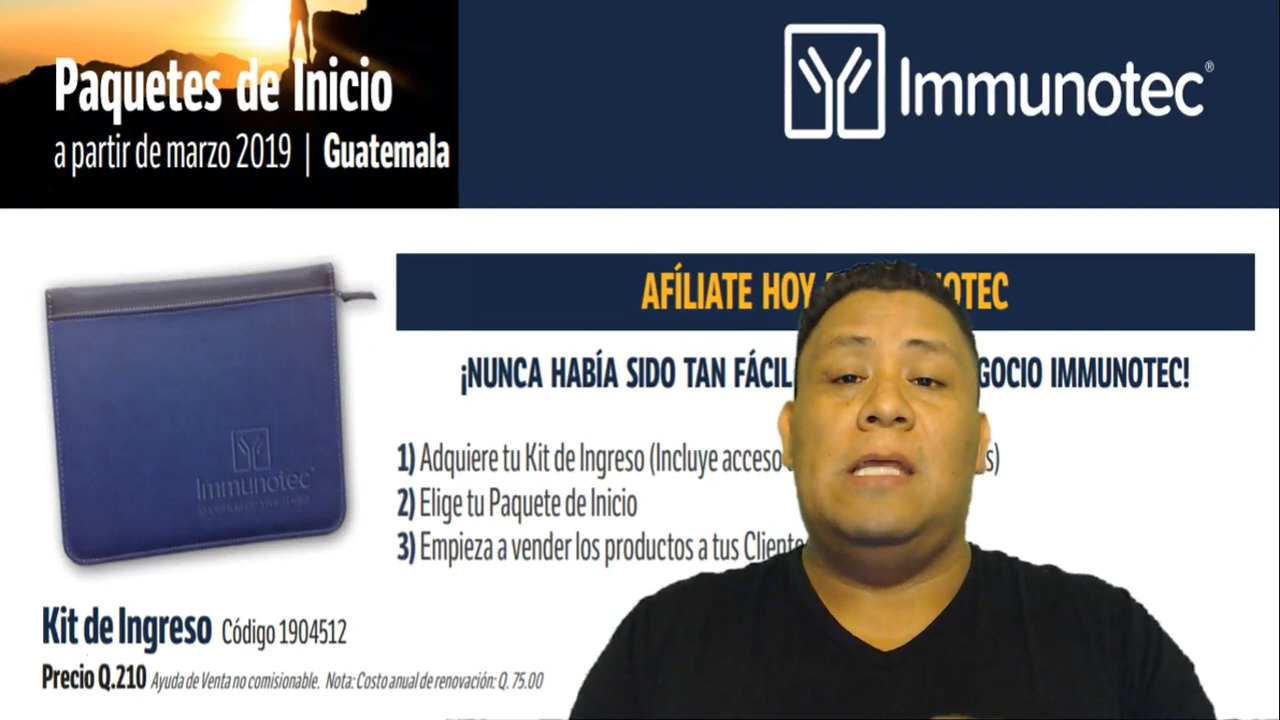 Paquetes de Inicio
a partir de marzo 2019 | Guatemala
Immunotec®
AFÍLIATE HOY
¡NUNCA HABÍA SIDO TAN FÁCIL IMMUNOTEC!
1) Adquiere tu Kit de Ingreso (Incluye acceso
2) Elige tu Paquete de Inicio
3) Empieza a vender los productos a tus
Immunotec
Kit de Ingreso Código 1904512
Precio Q.210 Ayuda de Venta no comisionable. Nota: Costo anual de renovación: Q. 75.00